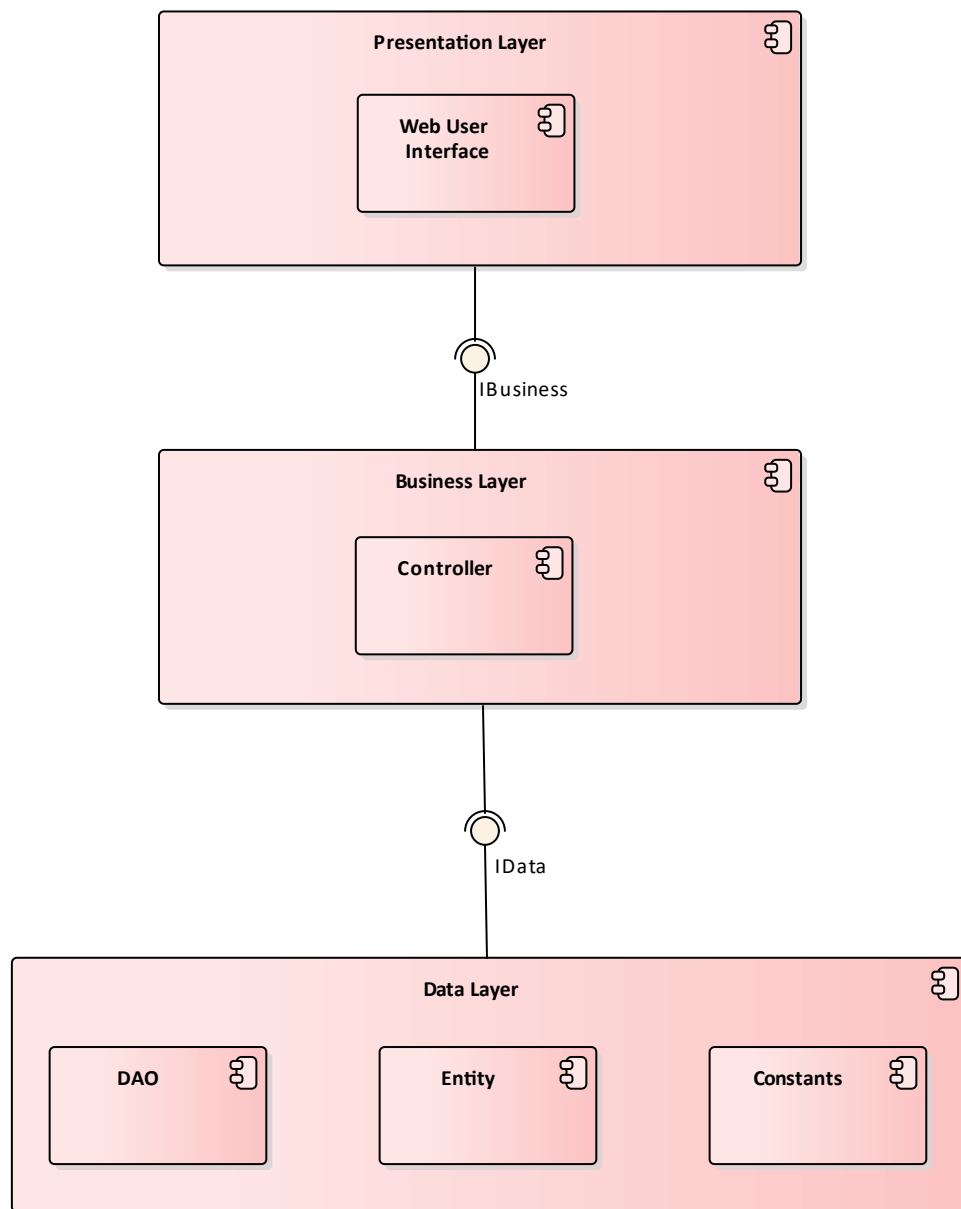 Presentation Layer
Web User
Interface
IBusiness
Business Layer
Controller
IData
Data Layer
DAO
Entity
Constants